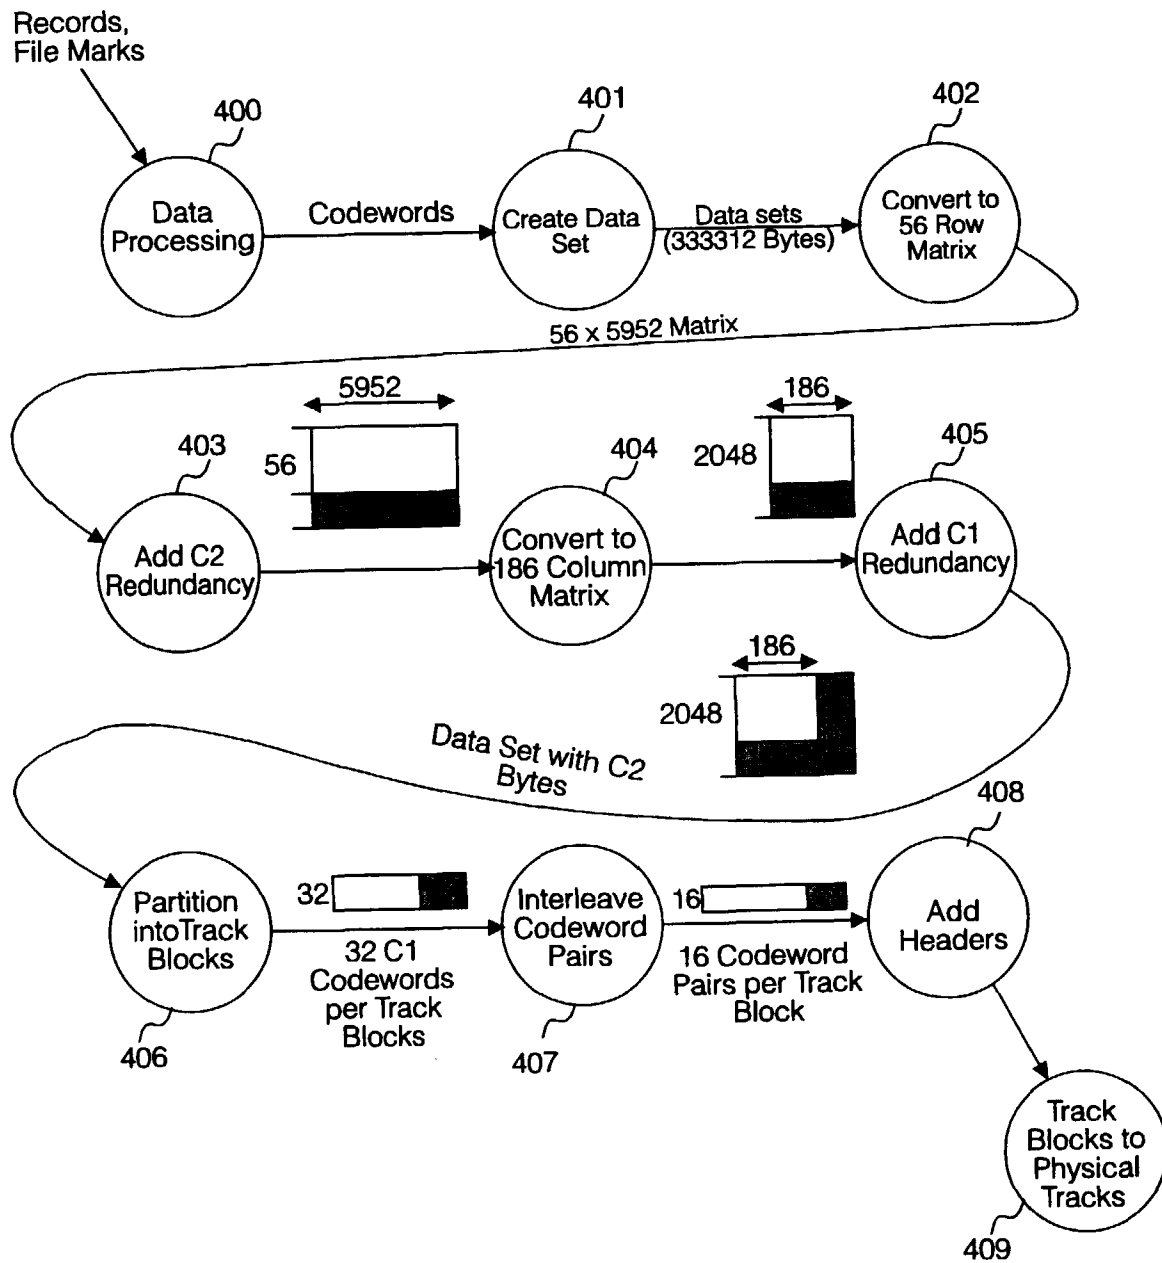 Records,
File Marks
400
401
402
Data
Processing
Codewords
Create Data
Set
Data sets
(333312 Bytes)
Convert to
56 Row
Matrix
56 x 5952 Matrix
5952
186
403
56
404
2048
405
Add C2
Redundancy
Convert to
186 Column
Matrix
Add C1
Redundancy
186
2048
Data Set with C2
Bytes
408
Partition
intoTrack
Blocks
32
32 C1
Codewords
per Track
Blocks
Interleave
Codeword
Pairs
16
16 Codeword
Pairs per Track
Block
Add
Headers
406
407
Track
Blocks to
Physical
Tracks
409